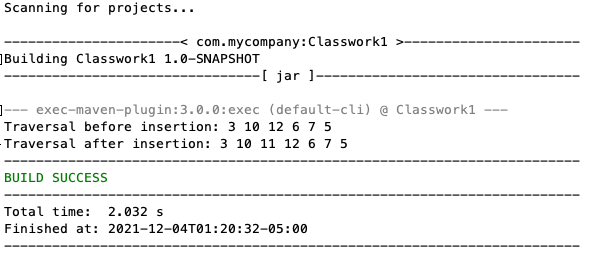 Scanning for projects...
-----------------------< com.mycompany:Classwork1 >-----------------------
Building Classwork1 1.0-SNAPSHOT
--------------------------------[ jar ]---------------------------------
--- exec-maven-plugin:3.0.0:exec (default-cli) @ Classwork1 ---
Traversal before insertion: 3 10 12 6 7 5
Traversal after insertion: 3 10 11 12 6 7 5
------------------------------------------------------------------------
BUILD SUCCESS
------------------------------------------------------------------------
Total time:  2.032 s
Finished at: 2021-12-04T01:20:32-05:00
------------------------------------------------------------------------